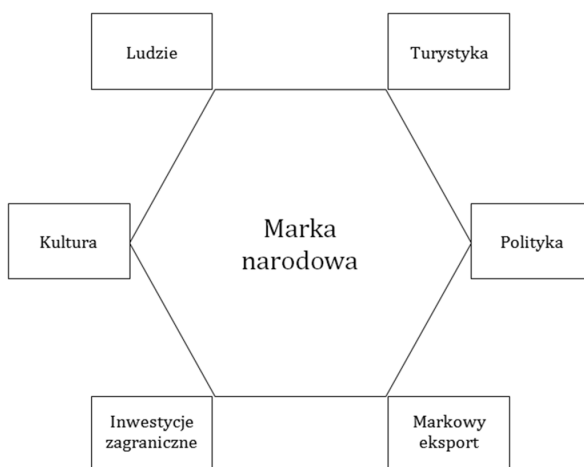 Ludzie
Turystyka
Kultura
Marka
narodowa
Polityka
Inwestycje
zagraniczne
Markowy
eksport